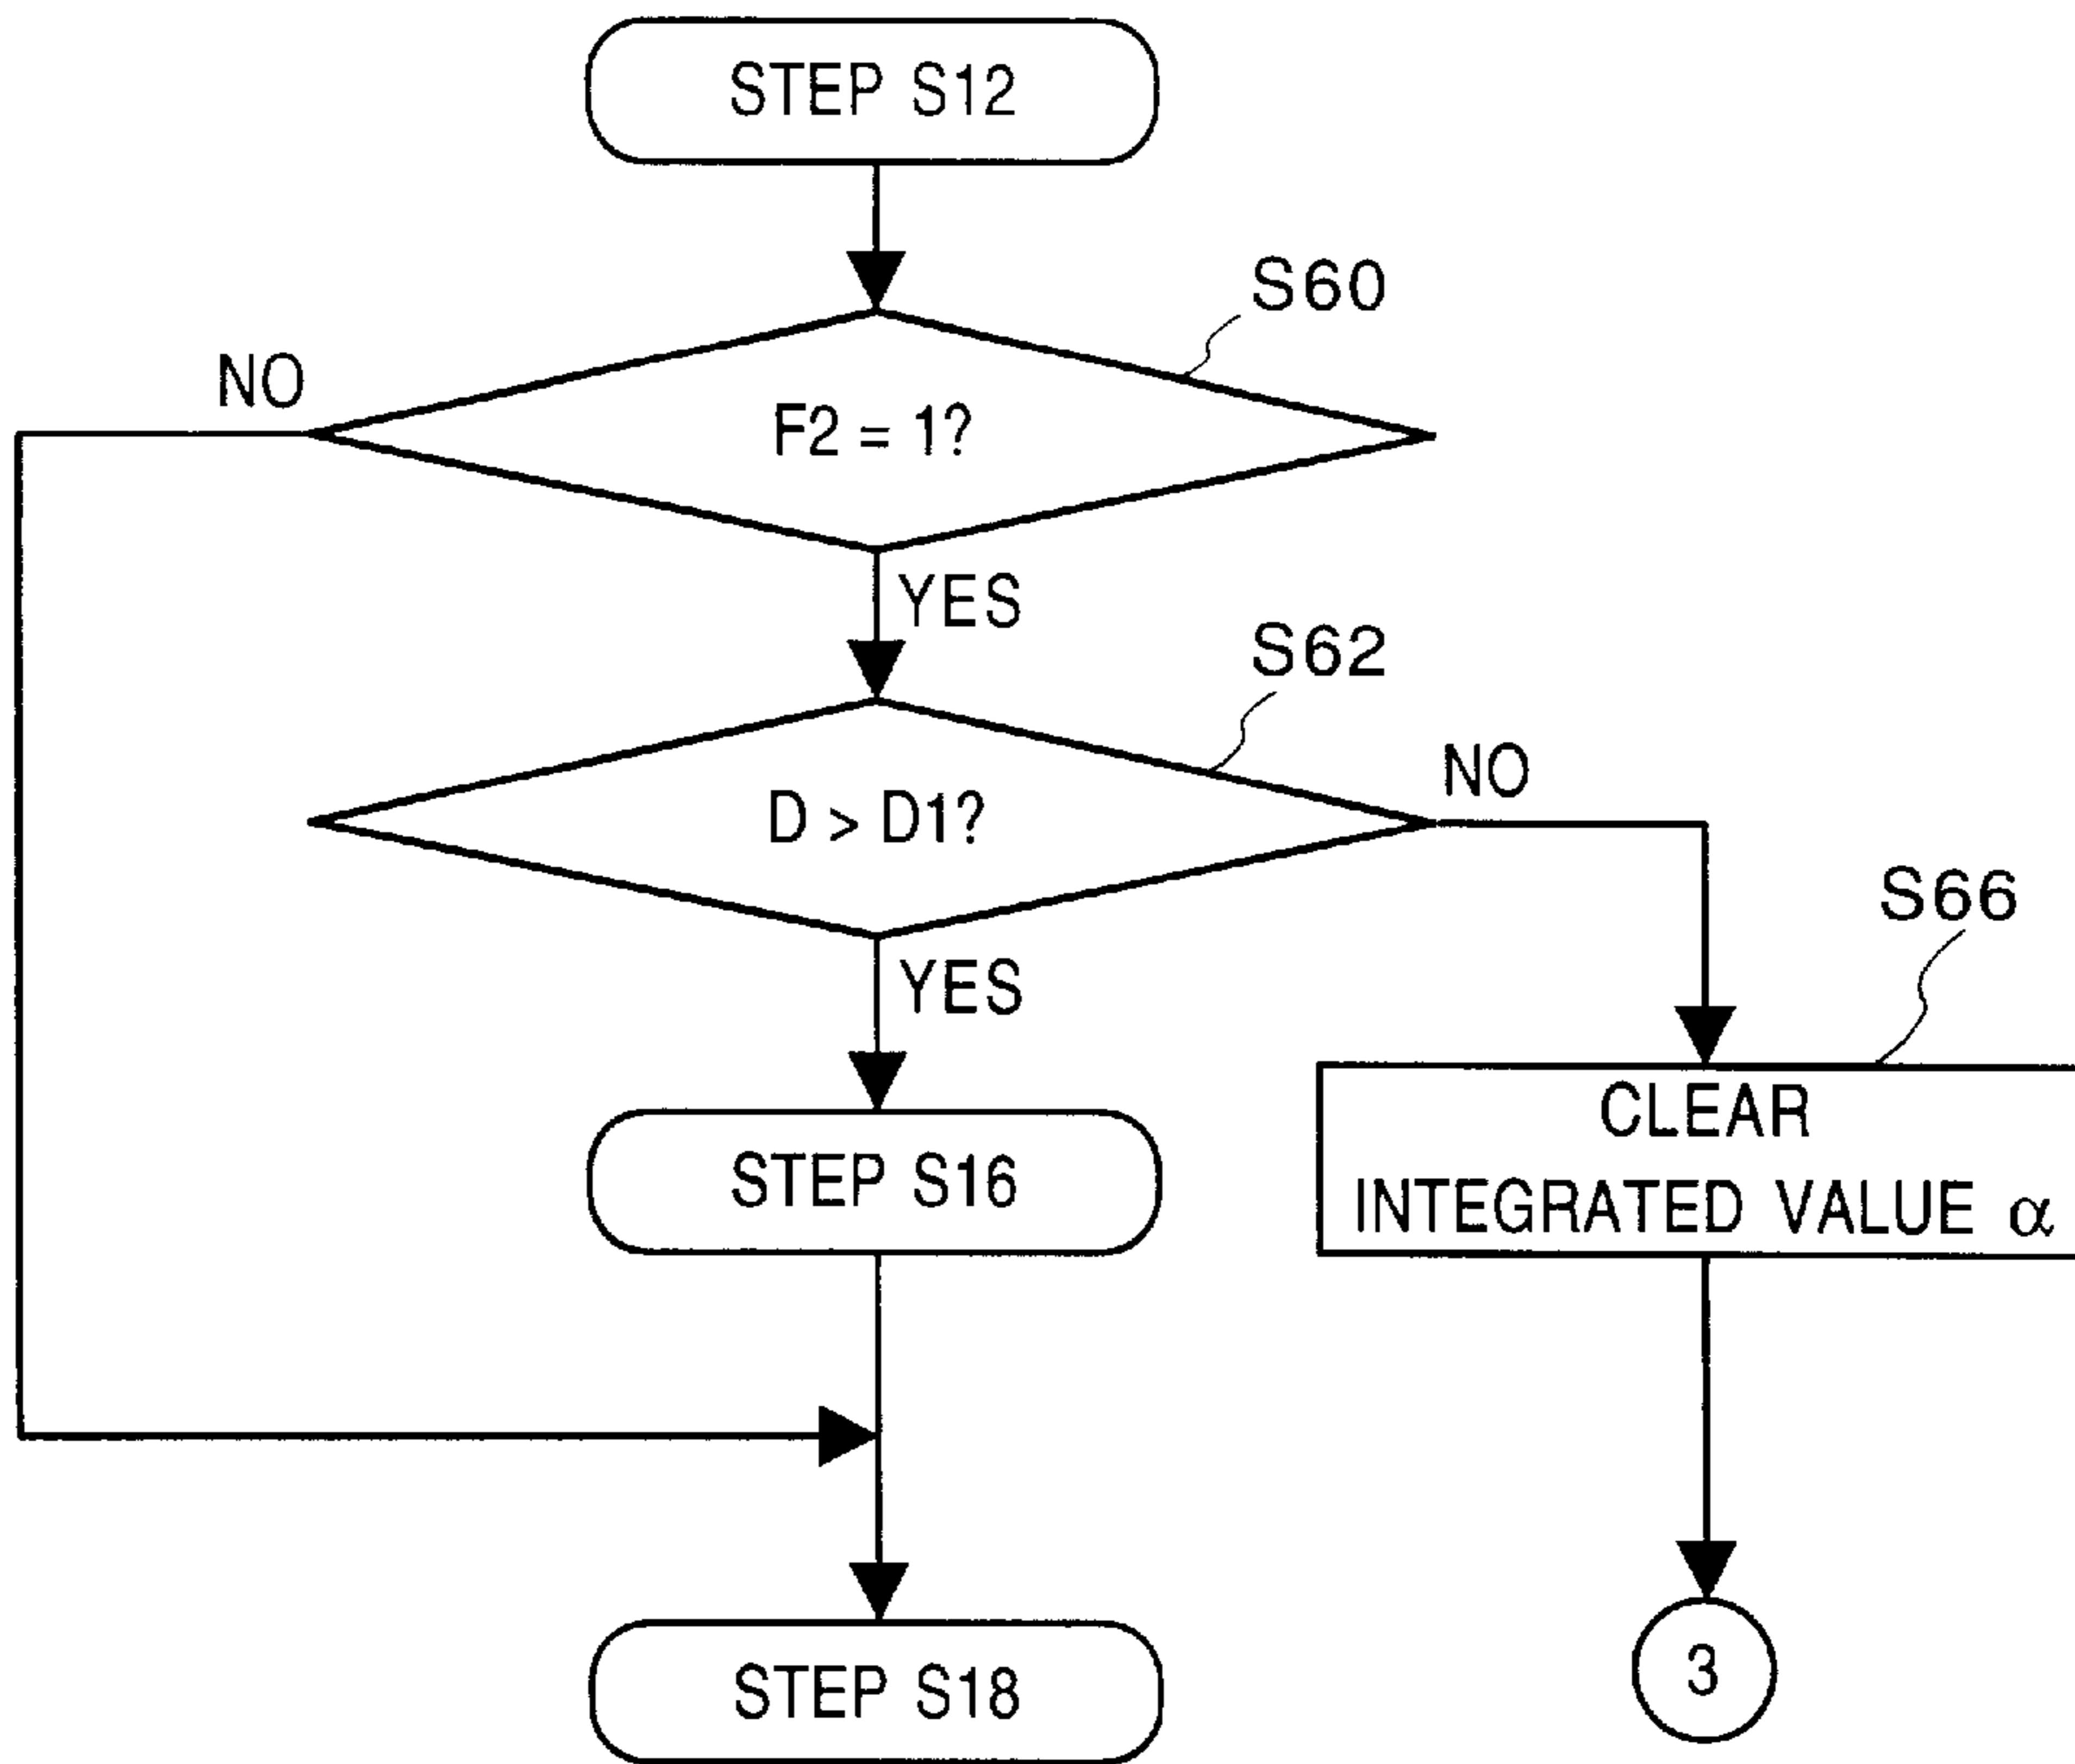 STEP S12
S60
NO
F2 = 1?
YES
S62
NO
D > D1?
S66
YES
CLEAR
INTEGRATED VALUE α
STEP S16
3
STEP S18